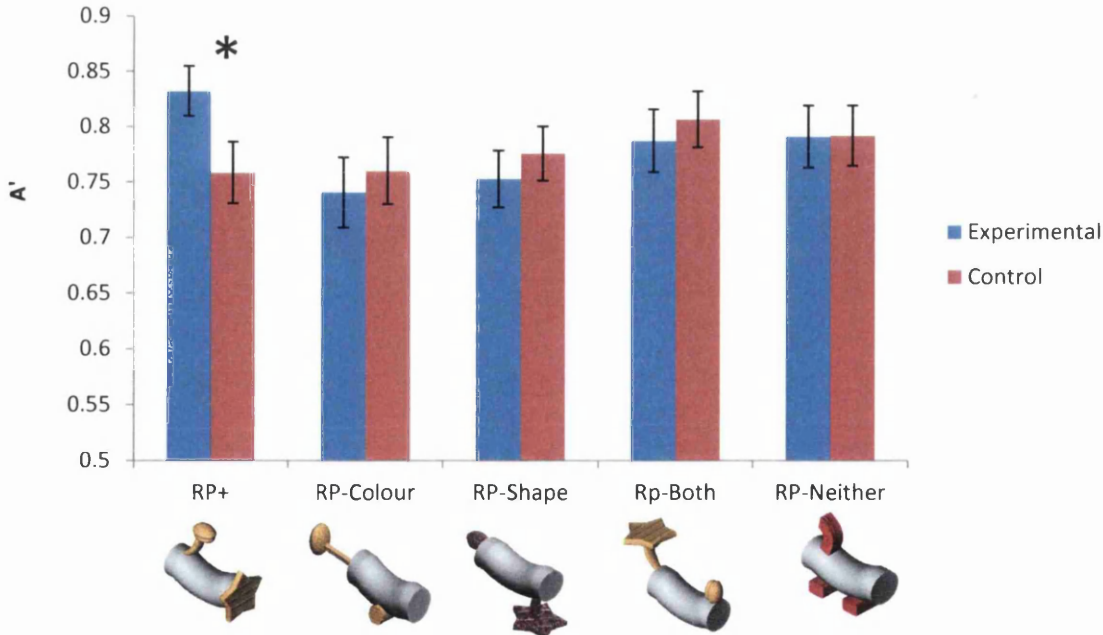 0.9
0.85
0.8
0.75
0.7
0.65
0.6
0.55
0.5
A'
*
Experimental
Control
RP+ RP-Colour RP-Shape Rp-Both RP-Neither